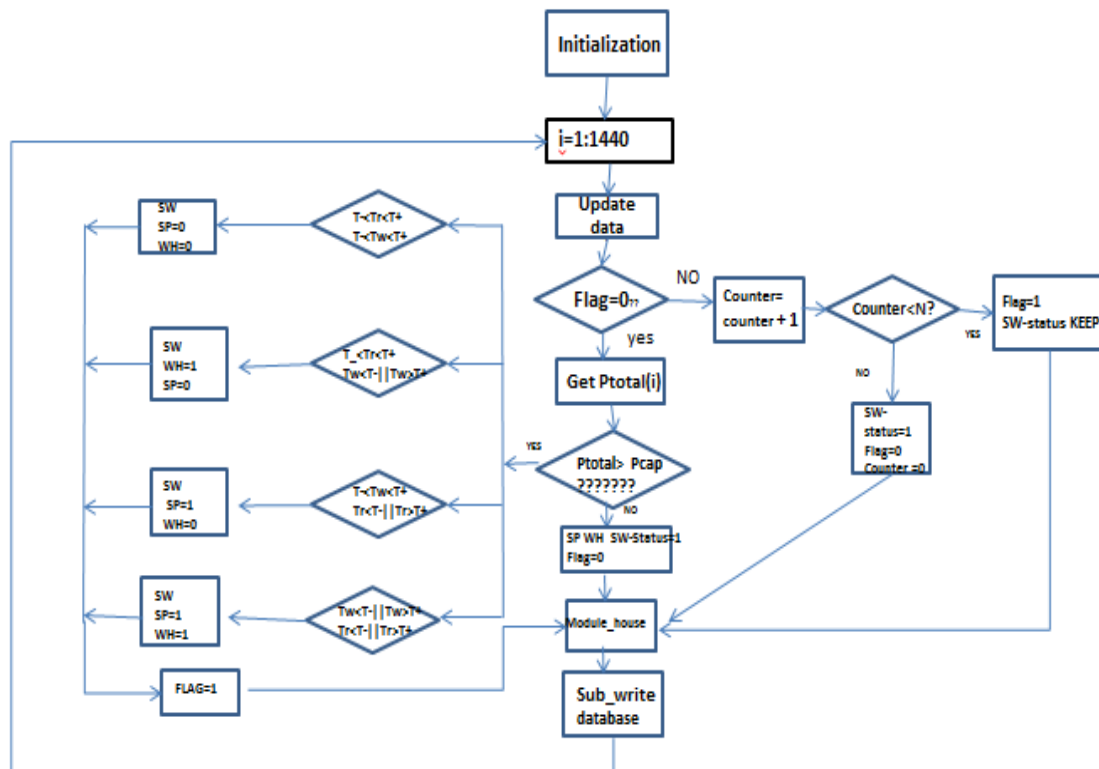 Initialization
i=1:1440
Update
data
Flag=0??
NO
yes
Counter=
counter + 1
Counter<N?
YES
NO
Flag=1
SW-status KEEP
SW-
status=1
Flag=0
Counter =0
Get Ptotal(i)
Ptotal> Pcap
???????
YES
NO
SP WH SW-Status=1
Flag=0
T-<Tr<T+
T-<Tw<T+
SW
SP=0
WH=0
T_<Tr<T+
Tw<T-||Tw>T+
SW
WH=1
SP=0
T-<Tw<T+
Tr<T-||Tr>T+
SW
SP=1
WH=0
Tw<T-||Tw>T+
Tr<T-||Tr>T+
SW
SP=1
WH=1
FLAG=1
Module_house
Sub_write
database